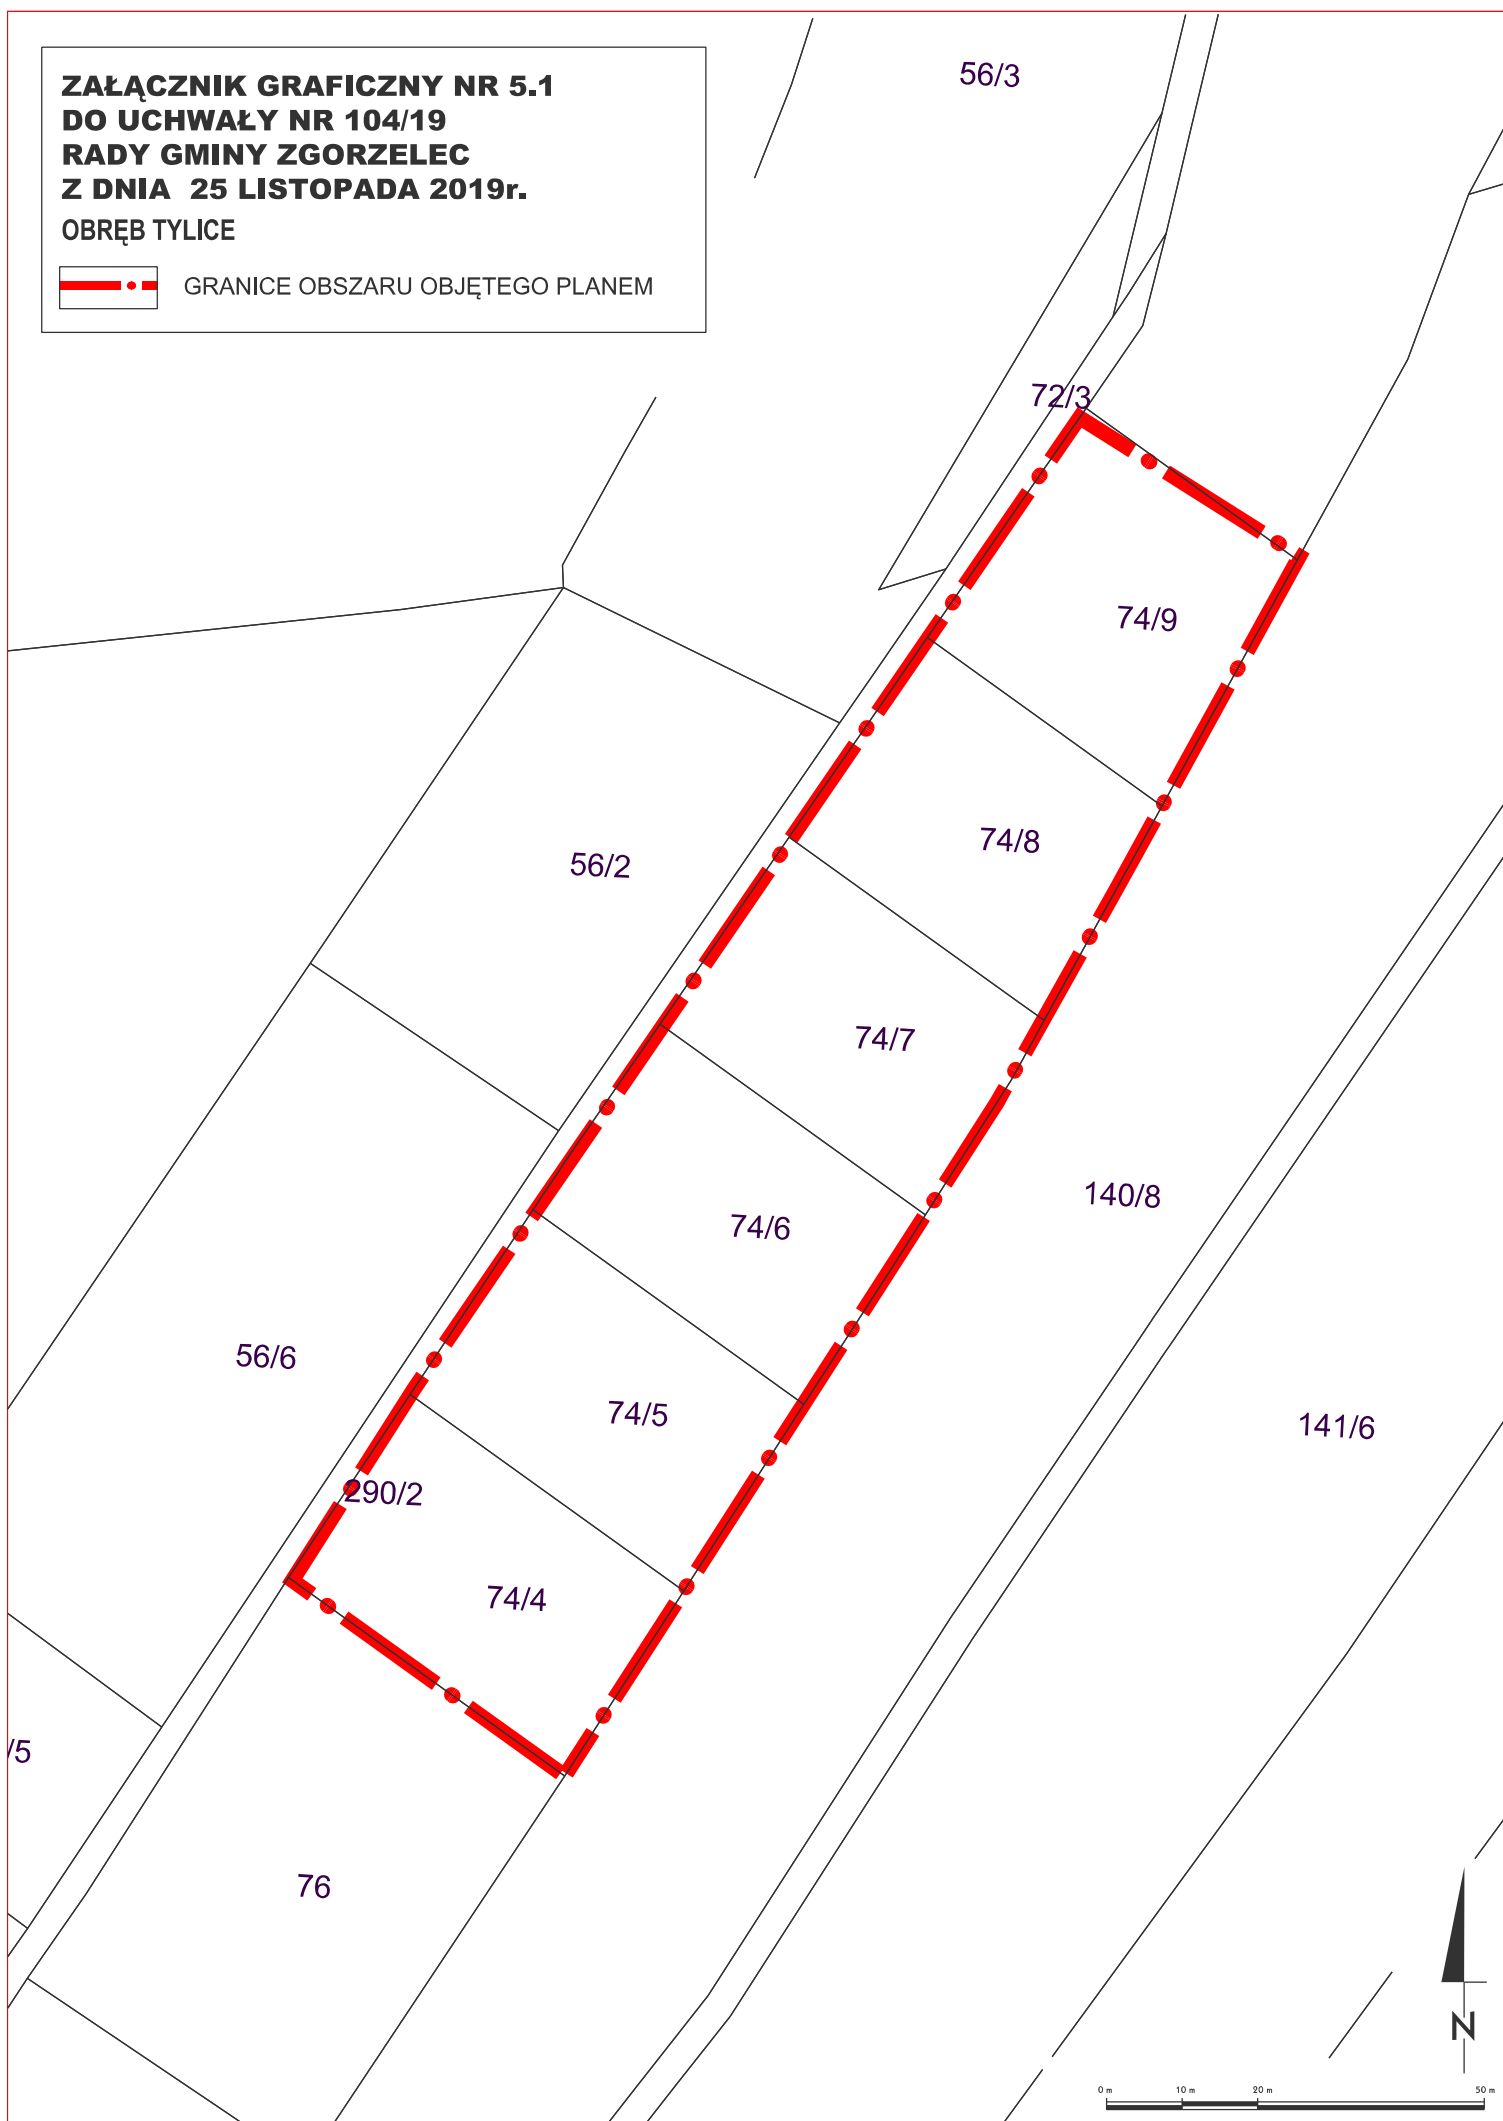 ZAŁĄCZNIK GRAFICZNY NR 5.1
DO UCHWAŁY NR 104/19
RADY GMINY ZGORZELEC
Z DNIA 25 LISTOPADA 2019r.
OBRĘB TYLICE
GRANICE OBSZARU OBJĘTEGO PLANEM
56/3
72/3
74/9
74/8
56/2
74/7
140/8
74/6
56/6
74/5
141/6
290/2
74/4
/5
76
N
0 m
10 m
20 m
50 m